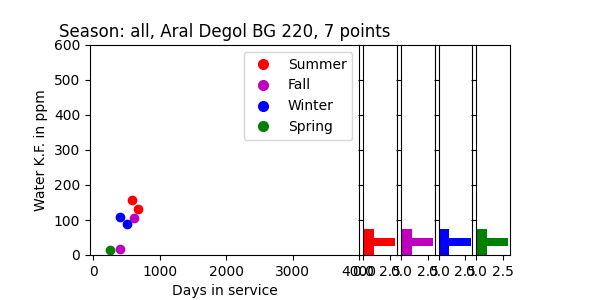 Season: all, Aral Degol BG 220, 7 points
Water K.F. in ppm
600
500
400
300
200
100
0
Summer
Fall
Winter
Spring
0 1000 2000 3000 4000
0.0 2.5 0.0 2.5 0.0 2.5 0.0 2.5
Days in service